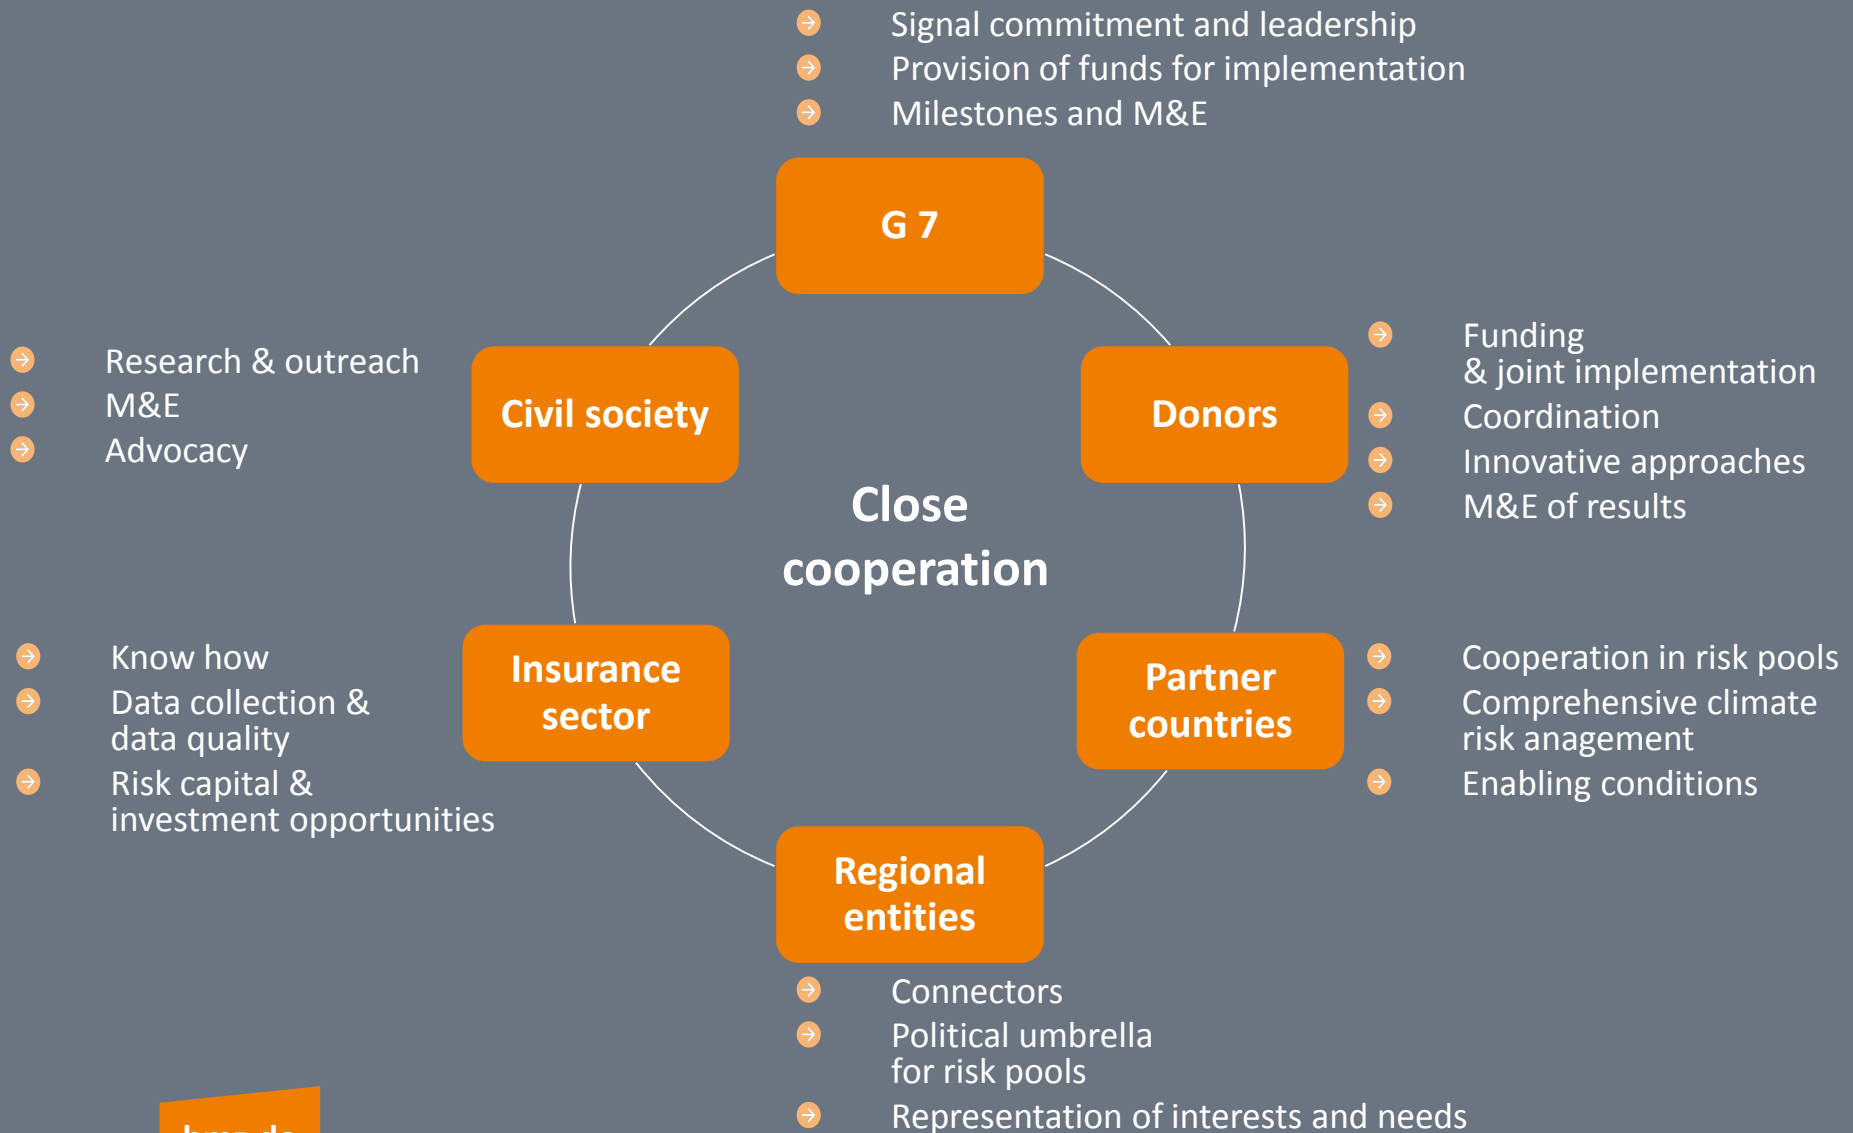 Signal commitment and leadership
Provision of funds for implementation
Milestones and M&E
G 7
Research & outreach
M&E
Advocacy
Civil society
Donors
Funding
& joint implementation
Coordination
Innovative approaches
M&E of results
Close
cooperation
Know how
Data collection &
data quality
Risk capital &
investment opportunities
Insurance
sector
Partner
countries
Cooperation in risk pools
Comprehensive climate
risk anagement
Enabling conditions
Regional
entities
Connectors
Political umbrella
for risk pools
Representation of interests and needs